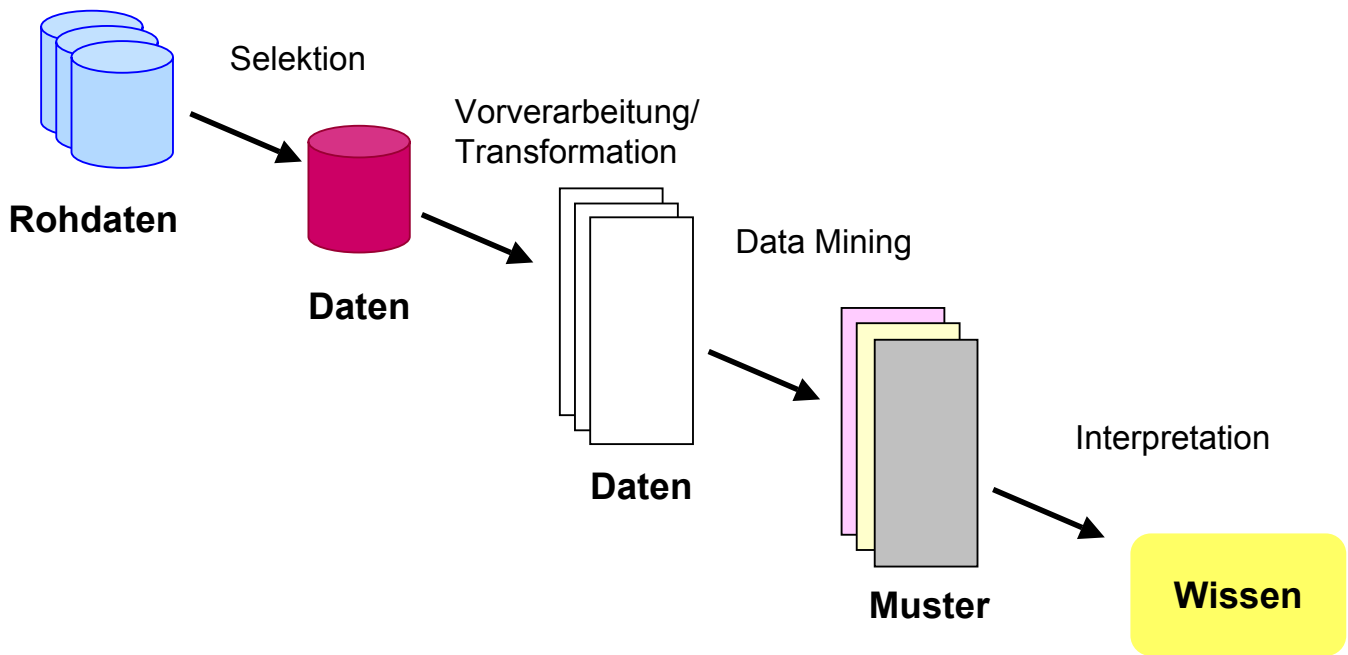 Selektion
Rohdaten
Vorverarbeitung/
Transformation
Daten
Data Mining
Daten
Interpretation
Muster
Wissen